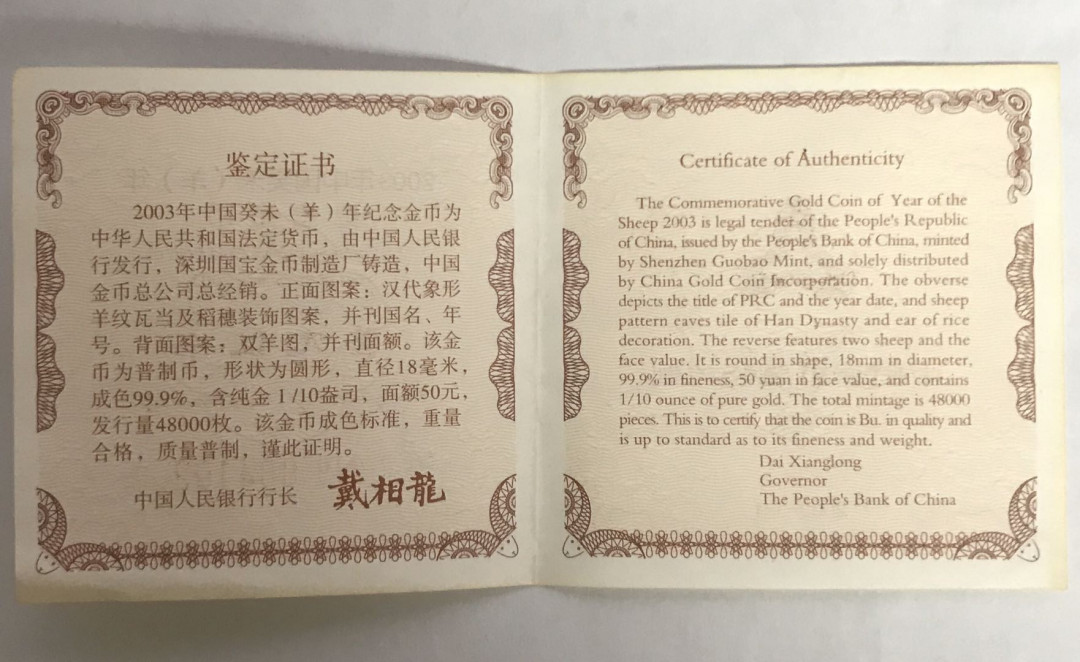 鉴定证书
2003年中国癸未（羊）年纪念金币为
中华人民共和国法定货币，由中国人民银
行发行，深圳国宝金币制造厂铸造，中国
金币总公司总经销。正面图案：汉代象形
羊纹瓦当及稻穗装饰图案，并刊国名、年
号。背面图案：双羊图，并刊面额。该金
币为普制币，形状为圆形，直径18毫米，
成色99.9%，含纯金1/10盎司，面额50元，
发行量48000枚。该金币成色标准，重量
合格，质量普制，谨此证明。
中国人民银行行长 戴相龍
Certificate of Authenticity
The Commemorative Gold Coin of Year of the
Sheep 2003 is legal tender of the People's Republic
of China, issued by the People's Bank of China, minted
by Shenzhen Guobao Mint, and solely distributed
by China Gold Coin Incorporation. The obverse
depicts the title of PRC and the year date, and sheep
pattern eaves tile of Han Dynasty and ear of rice
decoration. The reverse features two sheep and the
face value. It is round in shape, 18mm in diameter,
99.9% in fineness, 50 yuan in face value, and contains
1/10 ounce of pure gold. The total mintage is 48000
pieces. This is to certify that the coin is Bu. in quality and
is up to standard as to its fineness and weight.
Dai Xianglong
Governor
The People's Bank of China